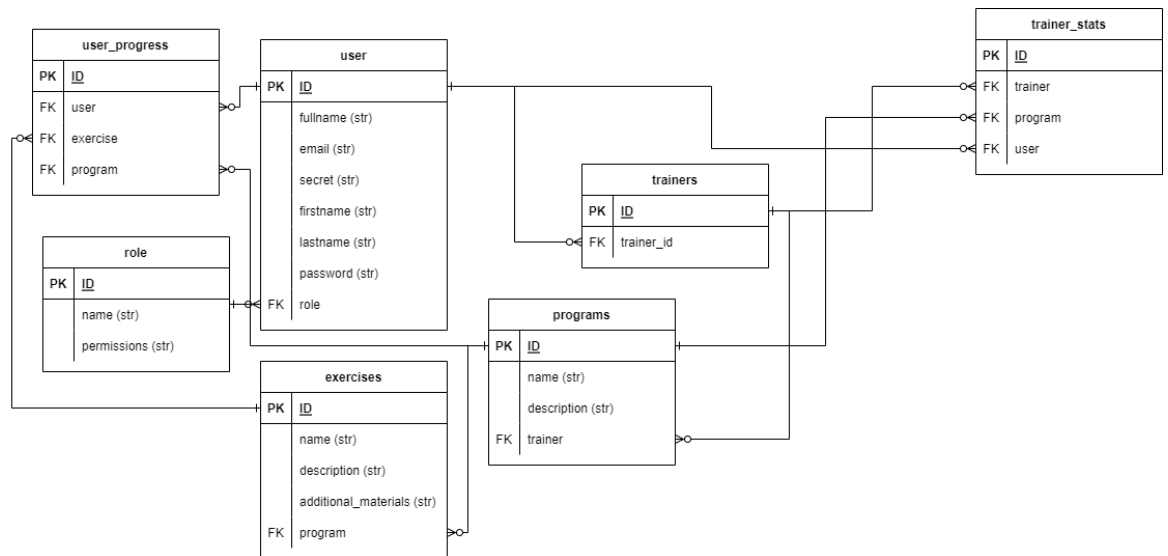 user_progress
PK ID
FK user
FK exercise
FK program
user
PK ID
fullname (str)
email (str)
secret (str)
firstname (str)
lastname (str)
password (str)
FK role
trainer_stats
PK ID
FK trainer
FK program
FK user
trainers
PK ID
FK trainer_id
role
PK ID
name (str)
permissions (str)
programs
PK ID
name (str)
description (str)
FK trainer
exercises
PK ID
name (str)
description (str)
additional_materials (str)
FK program